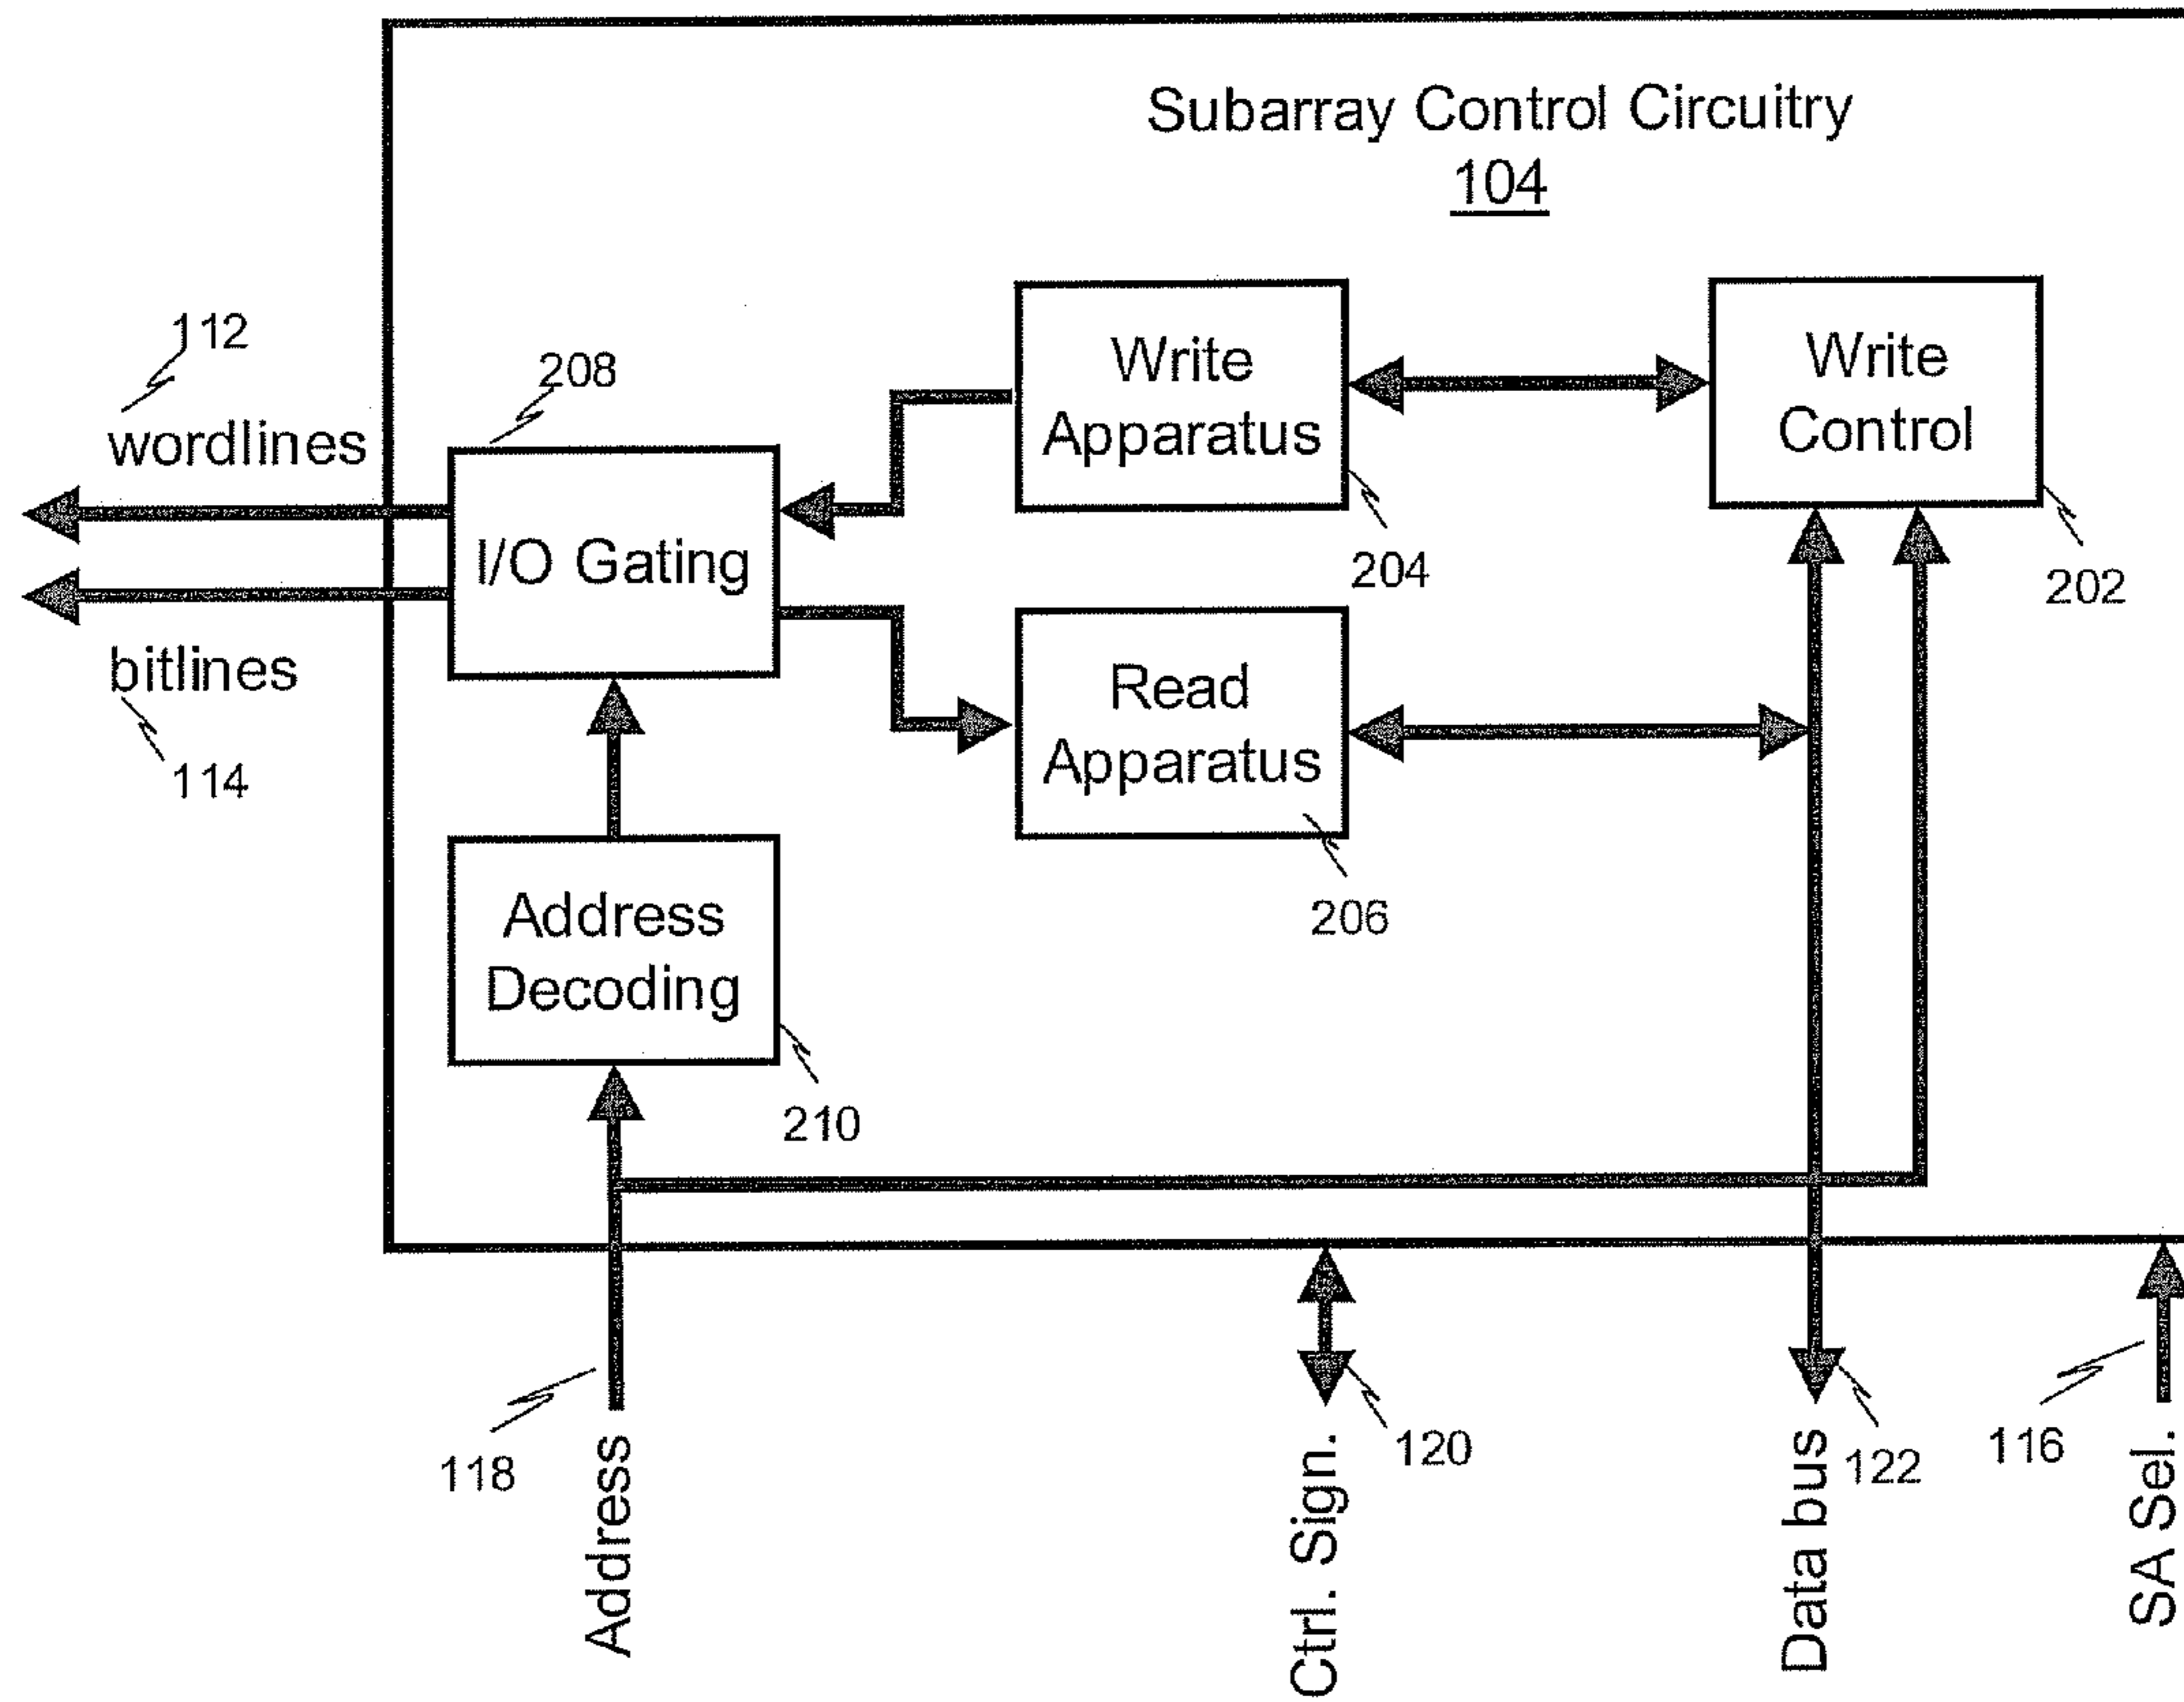 Subarray Control Circuitry
104
112
wordlines
208
I/O Gating
bitlines
114
Write
Apparatus
204
Write
Control
202
Read
Apparatus
206
Address
Decoding
210
118
Address
120
Ctrl. Sign.
122
Data bus
116
SA Sel.